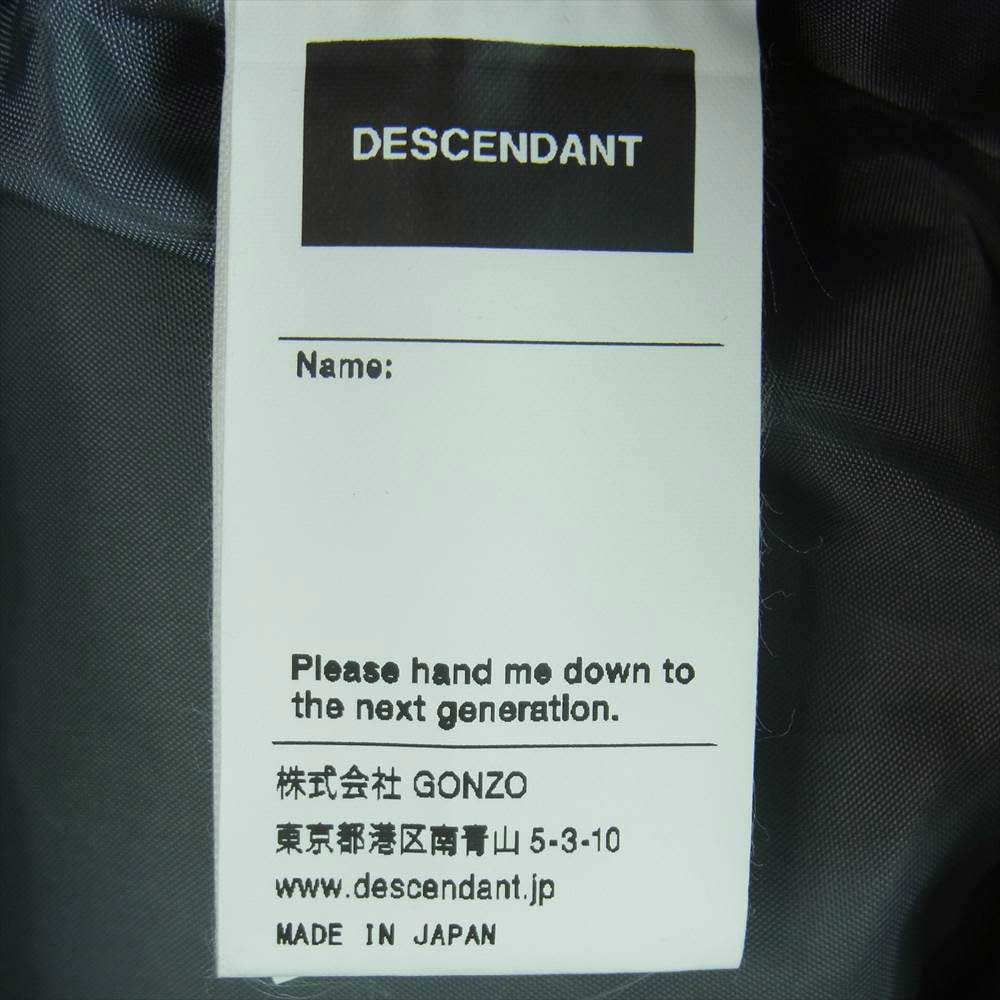 DESCENDANT
Name:
Please hand me down to
the next generation.
株式会社 GONZO
東京都港区南青山 5-3-10
www.descendant.jp
MADE IN JAPAN